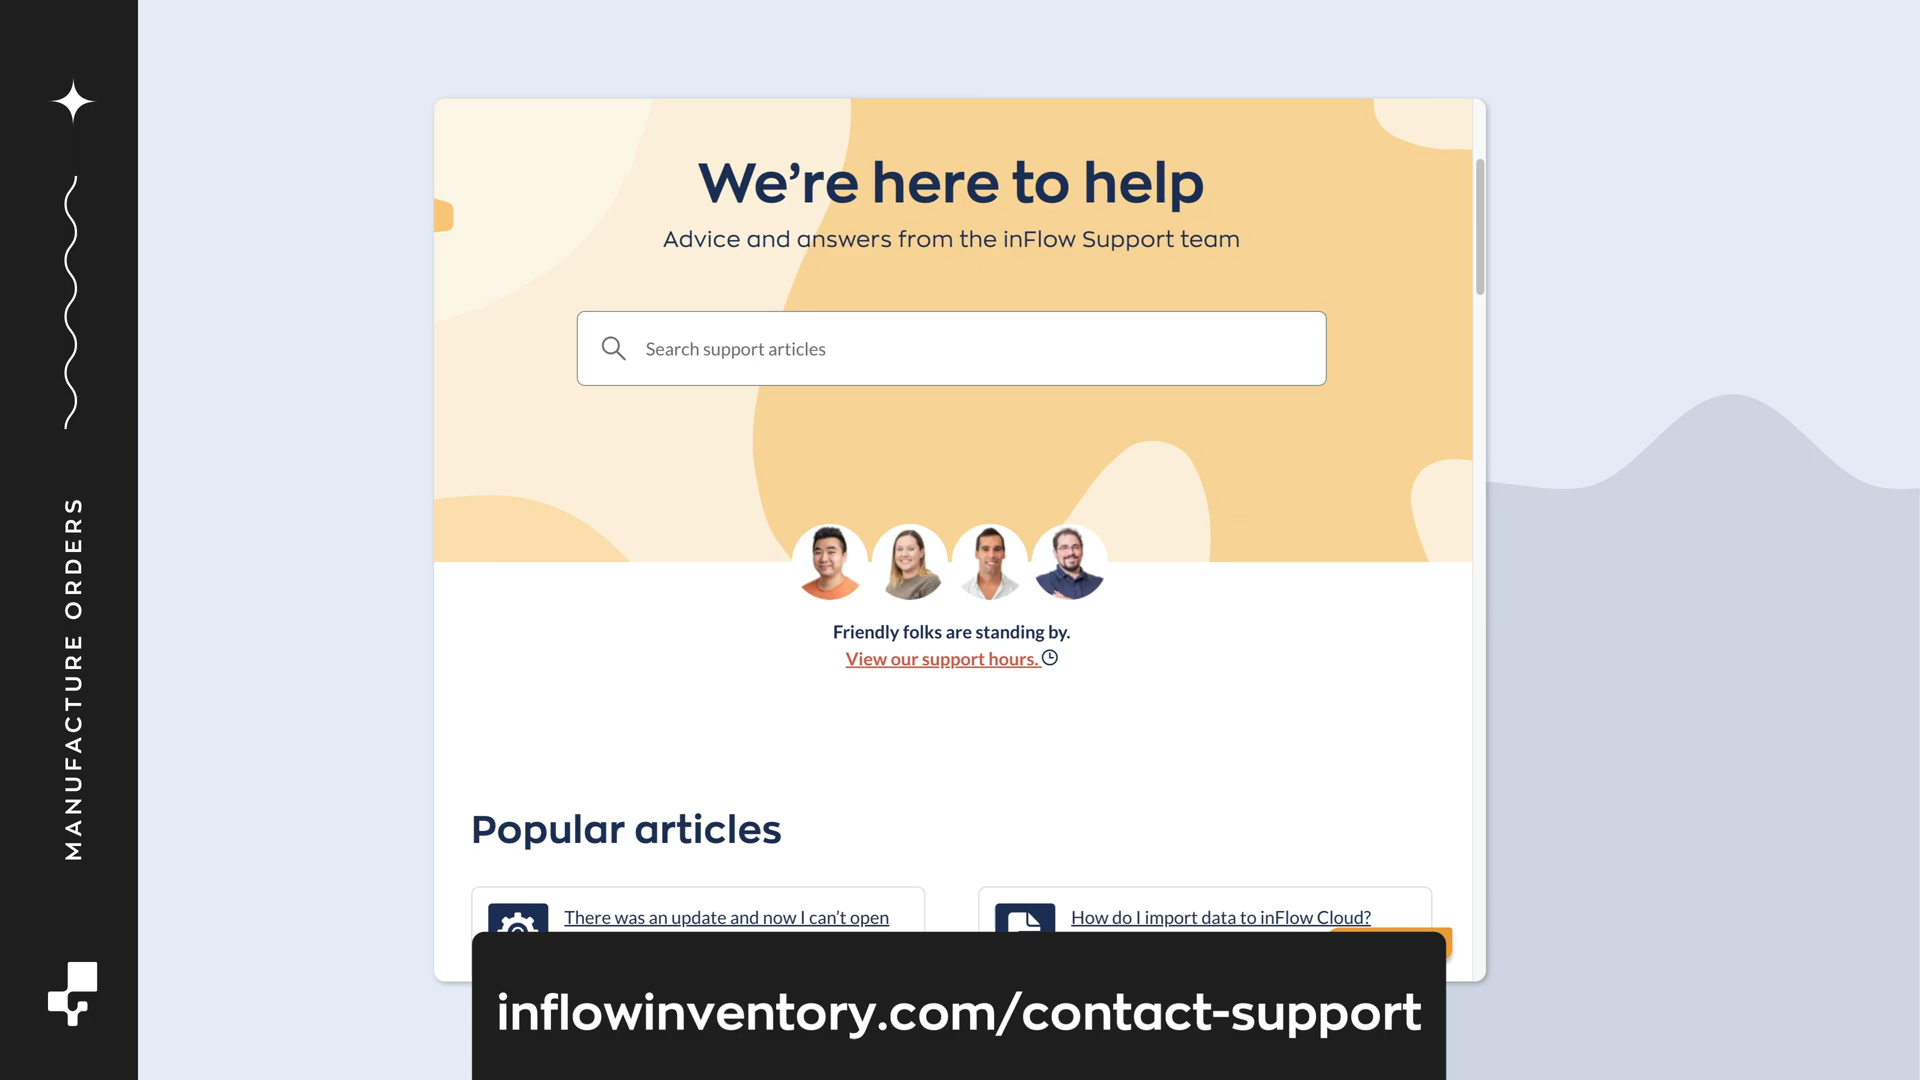 MANUFACTURE ORDERS
We’re here to help
Advice and answers from the inFlow Support team
Search support articles
Friendly folks are standing by.
View our support hours.
Popular articles
There was an update and now I can’t open
How do I import data to inFlow Cloud?
inflowinventory.com/contact-support